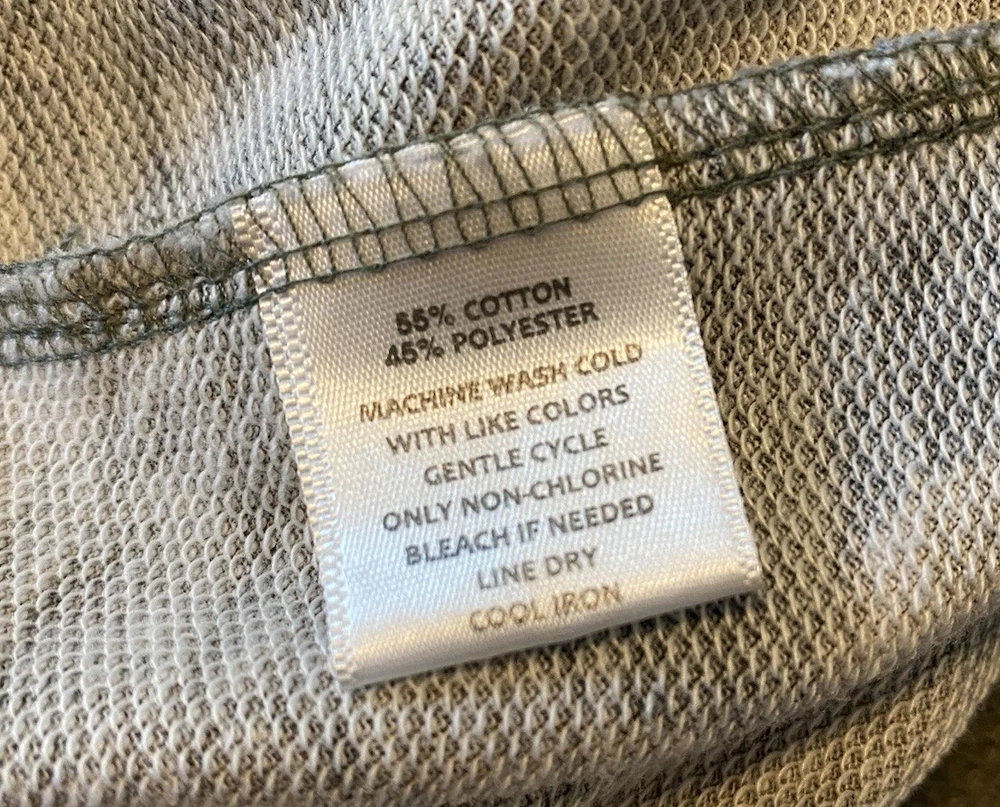 55% COTTON
45% POLYESTER
MACHINE WASH COLD
WITH LIKE COLORS
GENTLE CYCLE
ONLY NON-CHLORINE
BLEACH IF NEEDED
LINE DRY
COOL IRON